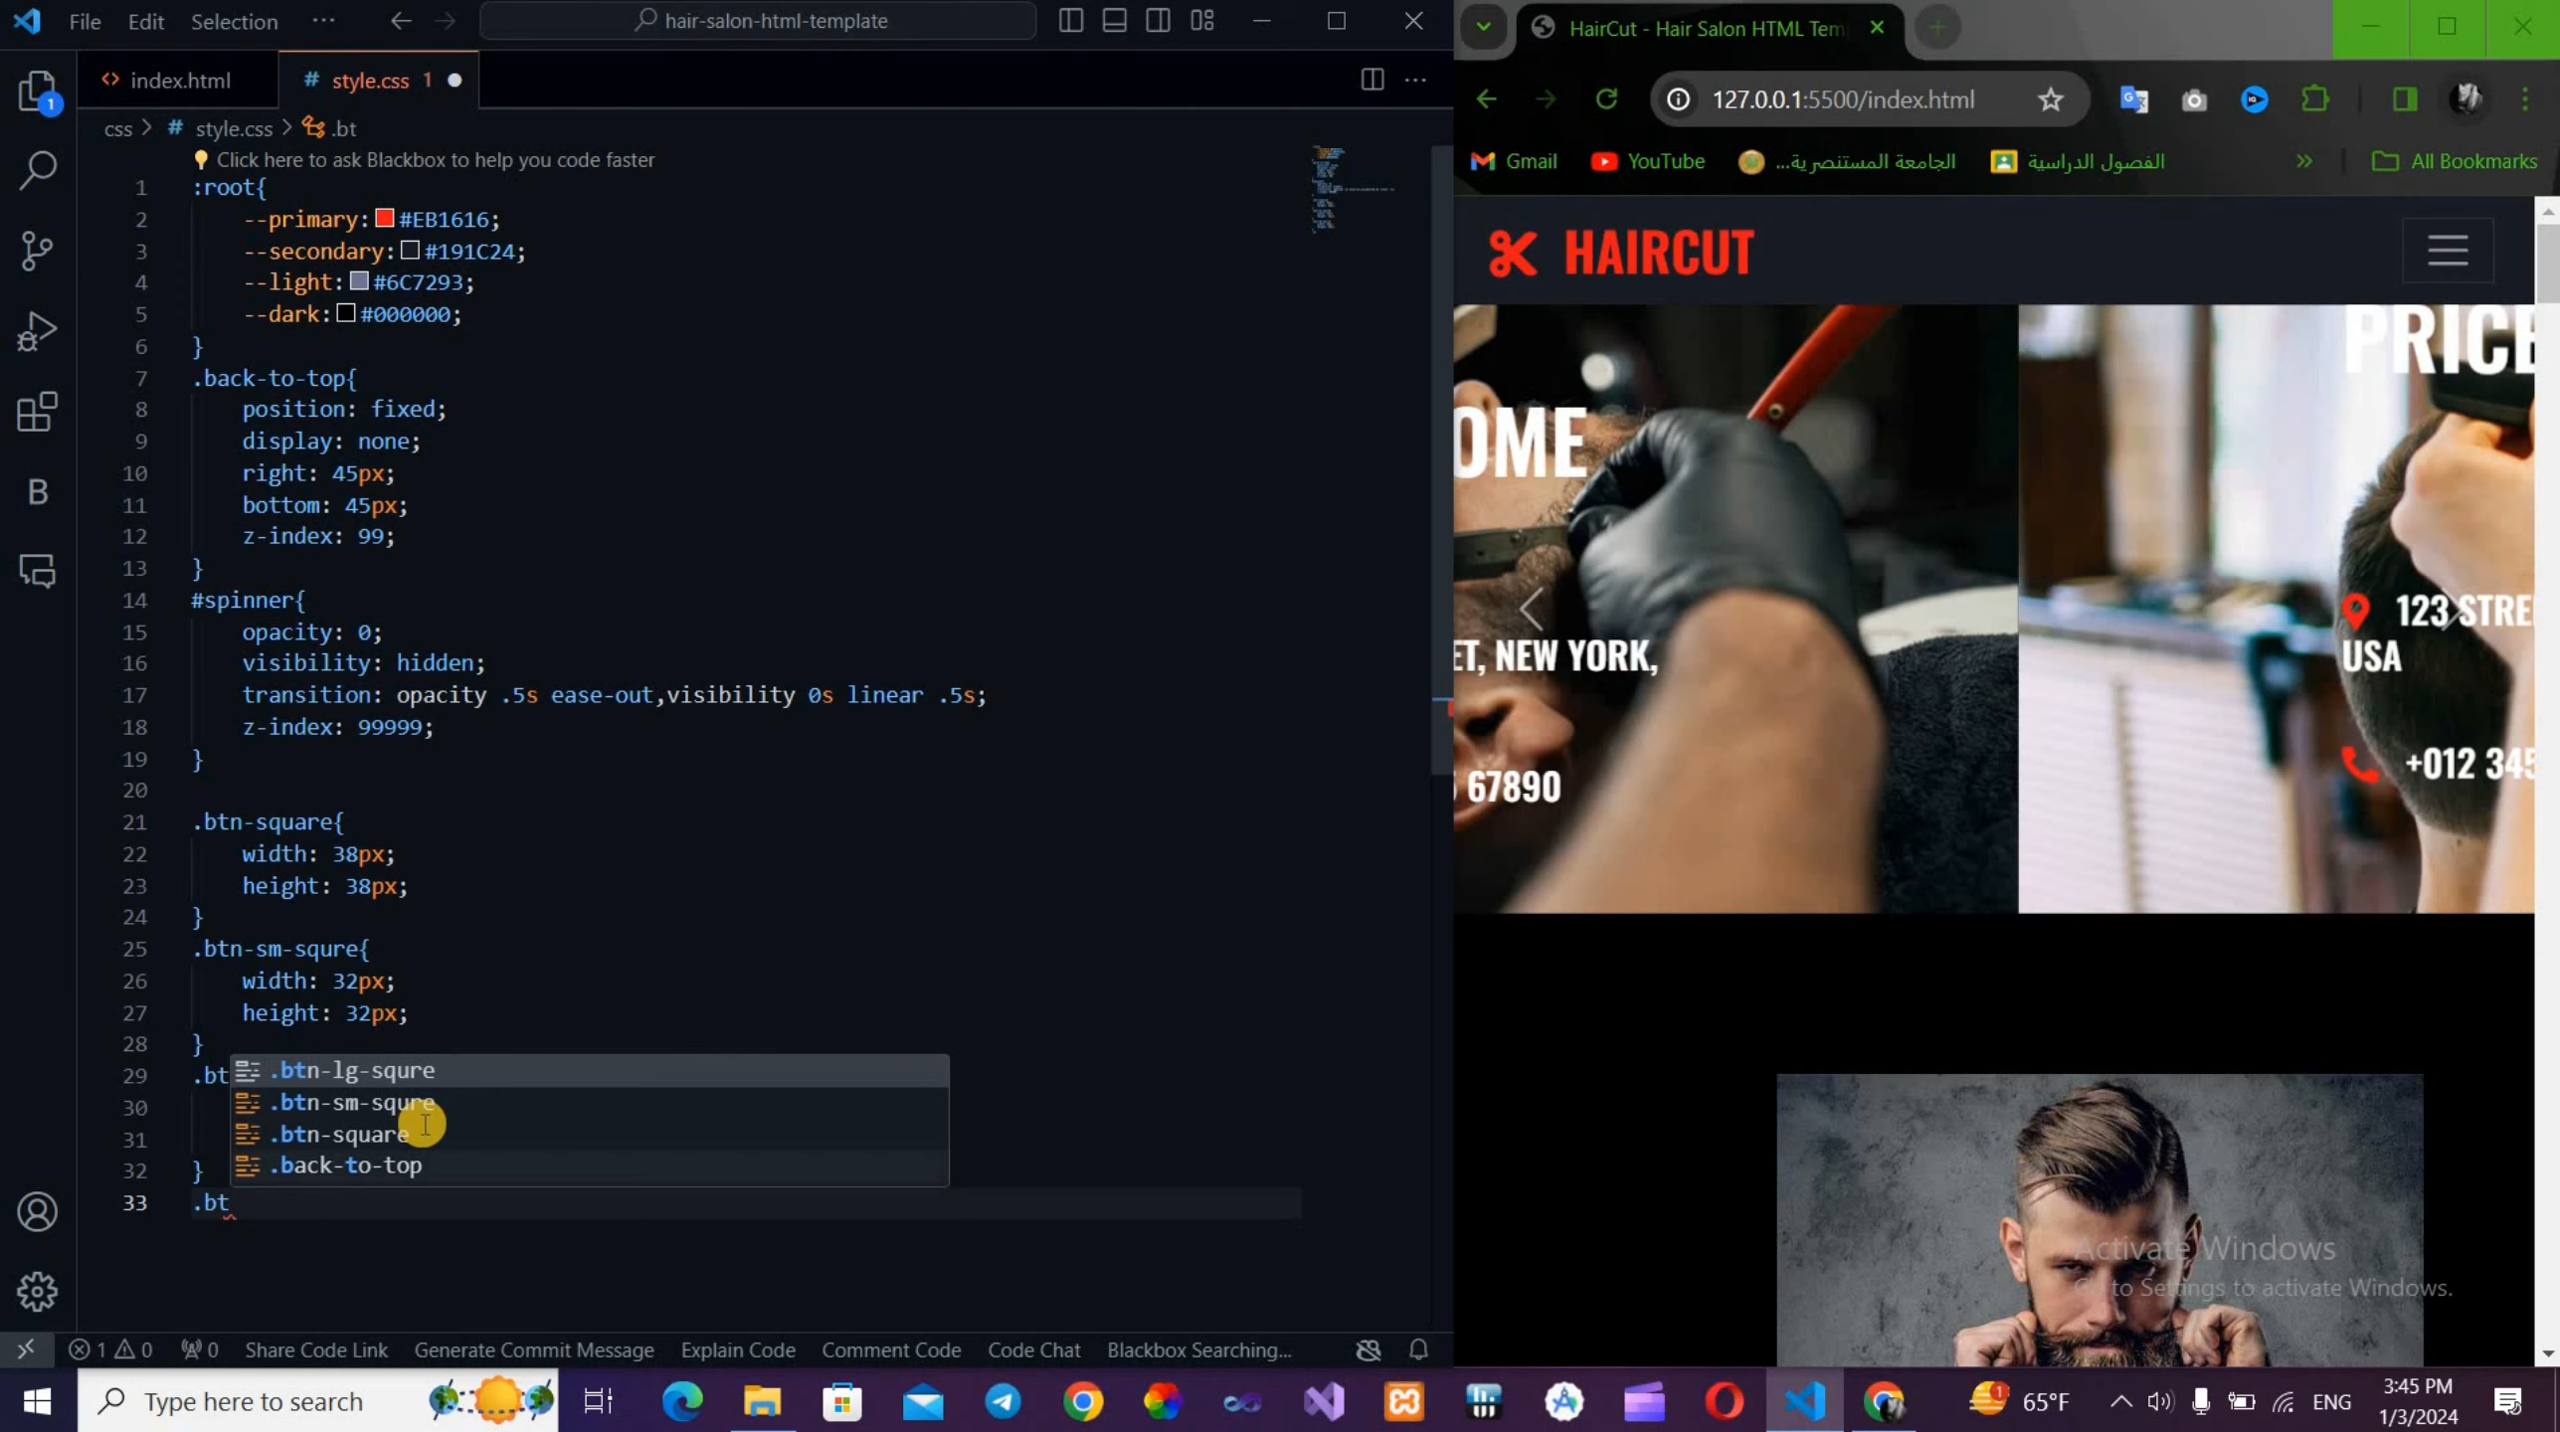 File Edit Selection ··· hair-salon-html-template
index.html
style.css 1
css > # style.css > .bt
Click here to ask Blackbox to help you code faster
1 :root{
2 --primary: #EB1616;
3 --secondary: #191C24;
4 --light: #6C7293;
5 --dark: #000000;
6 }
7 .back-to-top{
8 position: fixed;
9 display: none;
10 right: 45px;
11 bottom: 45px;
12 z-index: 99;
13 }
14 #spinner{
15 opacity: 0;
16 visibility: hidden;
17 transition: opacity .5s ease-out,visibility 0s linear .5s;
18 z-index: 99999;
19 }
20
21 .btn-square{
22 width: 38px;
23 height: 38px;
24 }
25 .btn-sm-squre{
26 width: 32px;
27 height: 32px;
28 }
29 .bt
30
31
32 }
33 .bt
.btn-lg-squre
.btn-sm-squre
.btn-square
.back-to-top
1 0 0 Share Code Link Generate Commit Message Explain Code Comment Code Code Chat Blackbox Searching...
HairCut - Hair Salon HTML Tem
127.0.0.1:5500/index.html
Gmail YouTube الجامعة المستنصرية... الفصول الدراسية » All Bookmarks
HAIRCUT
OME
ET, NEW YORK,
67890
PRICE
123 STRE
USA
+012 345
Activate Windows
Go to Settings to activate Windows.
Type here to search
65°F
ENG
3:45 PM
1/3/2024